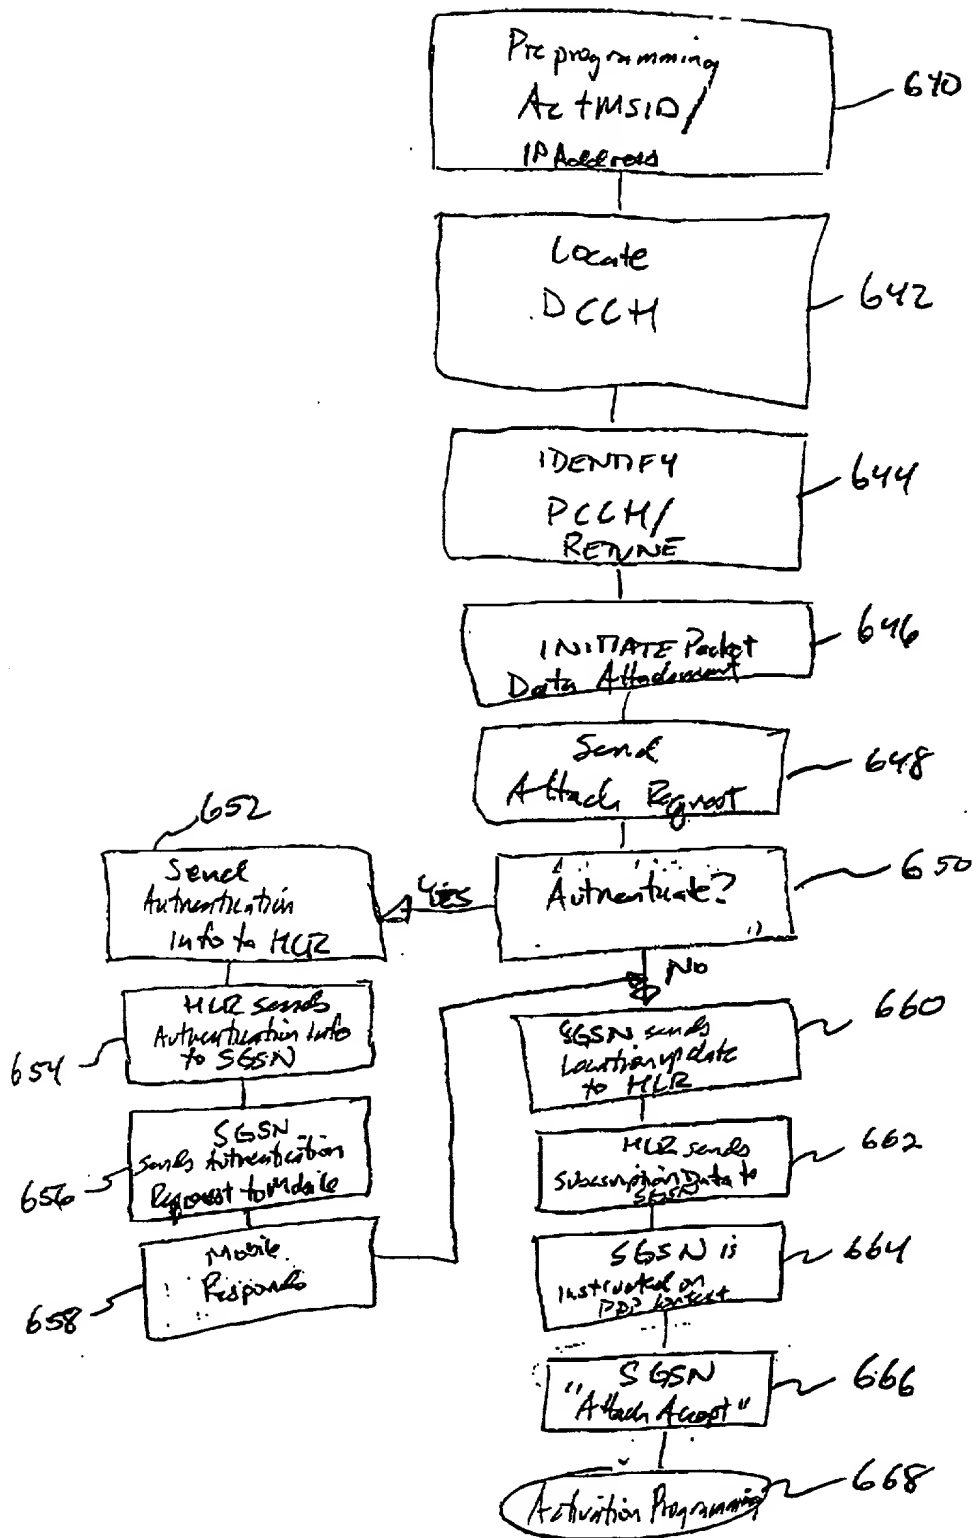 Preprogramming
Act MSID/
IP Address
640
Locate
DCCH
642
IDENTIFY
PCCH/
RETUNE
644
INITIATE Packet
Data Attachment
646
Send
Attach Request
648
Authenticate?
650
Yes
No
652
Send
Authentication
Info to HLR
HLR sends
Authentication Info
to SGSN
654
SGSN
sends Authentication
Request to Mobile
656
Mobile
Responds
658
SGSN sends
Location update
to HLR
660
HLR sends
Subscription Data to
SGSN
662
SGSN is
Instructed on
PDP Context
664
SGSN
"Attach Accept"
666
Activation Programming
668